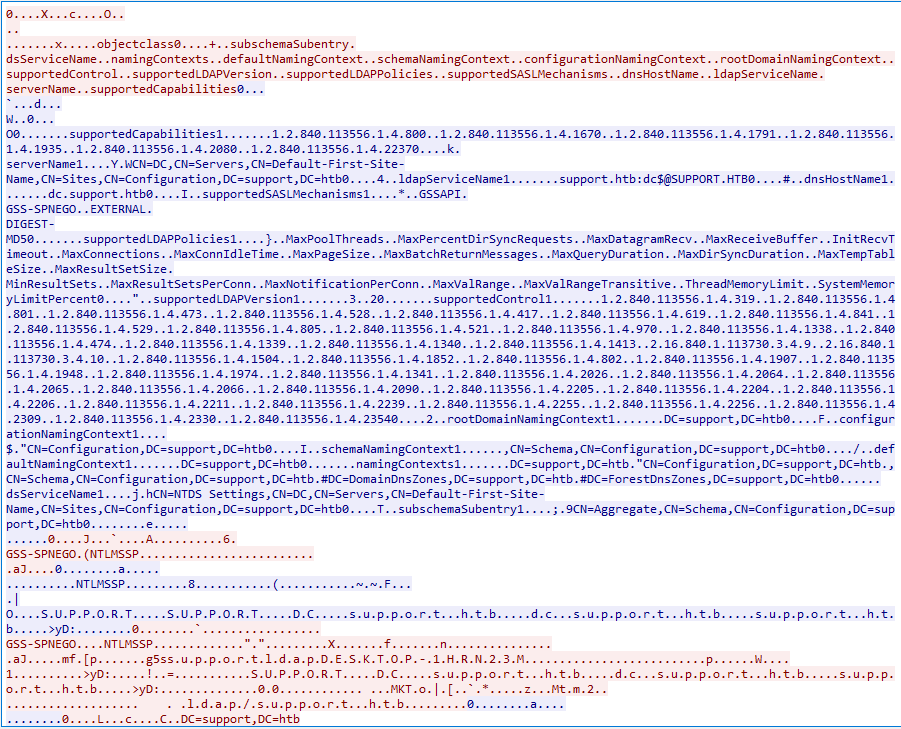 0....X...c....O..
..
.......x.....objectclass0....+..subschemaSubentry.
dsServiceName..namingContexts..defaultNamingContext..schemaNamingContext..configurationNamingContext..rootDomainNamingContext..
supportedControl..supportedLDAPVersion..supportedLDAPPolicies..supportedSASLMechanisms..dnsHostName..ldapServiceName.
serverName..supportedCapabilities0...
`...d...
W..0...
O0.......supportedCapabilities1.......1.2.840.113556.1.4.800..1.2.840.113556.1.4.1670..1.2.840.113556.1.4.1791..1.2.840.113556.
1.4.1935..1.2.840.113556.1.4.2080..1.2.840.113556.1.4.22370....k.
serverName1....Y.WCN=DC,CN=Servers,CN=Default-First-Site-
Name,CN=Sites,CN=Configuration,DC=support,DC=htb0....4..ldapServiceName1.......support.htb:dc$@SUPPORT.HTB0....#..dnsHostName1.
......dc.support.htb0....I..supportedSASLMechanisms1....*..GSSAPI.
GSS-SPNEGO..EXTERNAL.
DIGEST-
MD50.......supportedLDAPPolicies1....}..MaxPoolThreads..MaxPercentDirSyncRequests..MaxDatagramRecv..MaxReceiveBuffer..InitRecvT
imeout..MaxConnections..MaxConnIdleTime..MaxPageSize..MaxBatchReturnMessages..MaxQueryDuration..MaxDirSyncDuration..MaxTempTabl
eSize..MaxResultSetSize.
MinResultSets..MaxResultSetsPerConn..MaxNotificationPerConn..MaxValRange..MaxValRangeTransitive..ThreadMemoryLimit..SystemMemor
yLimitPercent0...."..supportedLDAPVersion1.......3..20......supportedControl1.......1.2.840.113556.1.4.319..1.2.840.113556.1.4
.801..1.2.840.113556.1.4.473..1.2.840.113556.1.4.528..1.2.840.113556.1.4.417..1.2.840.113556.1.4.619..1.2.840.113556.1.4.841..1
.2.840.113556.1.4.529..1.2.840.113556.1.4.805..1.2.840.113556.1.4.521..1.2.840.113556.1.4.970..1.2.840.113556.1.4.1338..1.2.840
.113556.1.4.474..1.2.840.113556.1.4.1339..1.2.840.113556.1.4.1340..1.2.840.113556.1.4.1413..2.16.840.1.113730.3.4.9..2.16.840.1
.113730.3.4.10..1.2.840.113556.1.4.1504..1.2.840.113556.1.4.1852..1.2.840.113556.1.4.802..1.2.840.113556.1.4.1907..1.2.840.1135
56.1.4.1948..1.2.840.113556.1.4.1974..1.2.840.113556.1.4.1341..1.2.840.113556.1.4.2026..1.2.840.113556.1.4.2064..1.2.840.113556
.1.4.2065..1.2.840.113556.1.4.2066..1.2.840.113556.1.4.2090..1.2.840.113556.1.4.2205..1.2.840.113556.1.4.2204..1.2.840.113556.1
.4.2206..1.2.840.113556.1.4.2211..1.2.840.113556.1.4.2239..1.2.840.113556.1.4.2255..1.2.840.113556.1.4.2256..1.2.840.113556.1.4
.2309..1.2.840.113556.1.4.2330..1.2.840.113556.1.4.23540....2..rootDomainNamingContext1.......DC=support,DC=htb0....F..configur
ationNamingContext1....
$."CN=Configuration,DC=support,DC=htb0....I..schemaNamingContext1......,CN=Schema,CN=Configuration,DC=support,DC=htb0..../..def
aultNamingContext1.......DC=support,DC=htb0.......namingContexts1.......DC=support,DC=htb."CN=Configuration,DC=support,DC=htb.,
CN=Schema,CN=Configuration,DC=support,DC=htb.#DC=DomainDnsZones,DC=support,DC=htb.#DC=ForestDnsZones,DC=support,DC=htb0......
dsServiceName1....j.hCN=NTDS Settings,CN=DC,CN=Servers,CN=Default-First-Site-
Name,CN=Sites,CN=Configuration,DC=support,DC=htb0....T..subschemaSubentry1....;.9CN=Aggregate,CN=Schema,CN=Configuration,DC=sup
port,DC=htb0........e.....
......0....J...`....A..........6.
GSS-SPNEGO.(NTLMSSP.........................
.aJ....0........a.....
..........NTLMSSP.........8...........(...........~.~.F...
.|
O....S.U.P.P.O.R.T.....S.U.P.P.O.R.T.....D.C.....s.u.p.p.o.r.t...h.t.b.....d.c...s.u.p.p.o.r.t...h.t.b.....s.u.p.p.o.r.t...h.t.
b.....>yD:........0........`.................
GSS-SPNEGO....NTLMSSP.............".".........X.......f.......n...............
.aJ.....mf.[p.......g5ss.u.p.p.o.r.t.l.d.a.p.D.E.S.K.T.O.P.-.1.H.R.N.2.3.M..........................p......W....
1..........>yD:.....!..=...........S.U.P.P.O.R.T.....D.C.....s.u.p.p.o.r.t...h.t.b.....d.c...s.u.p.p.o.r.t...h.t.b.....s.u.p.p.
o.r.t...h.t.b.....>yD:..............0.0........... ...MKT.o.|.[..`.*.....z...Mt.m.2..
................... . .l.d.a.p./.s.u.p.p.o.r.t...h.t.b.........0........a....
........0....L...c....C..DC=support,DC=htb